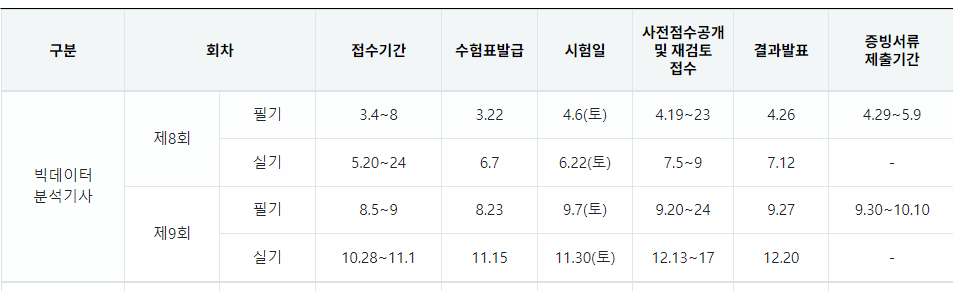 구분 회차 접수기간 수험표발급 시험일 사전점수공개 및 재검토 접수 결과발표 증빙서류 제출기간
빅데이터 분석기사 제8회 필기 3.4~8 3.22 4.6(토) 4.19~23 4.26 4.29~5.9
실기 5.20~24 6.7 6.22(토) 7.5~9 7.12 -
제9회 필기 8.5~9 8.23 9.7(토) 9.20~24 9.27 9.30~10.10
실기 10.28~11.1 11.15 11.30(토) 12.13~17 12.20 -